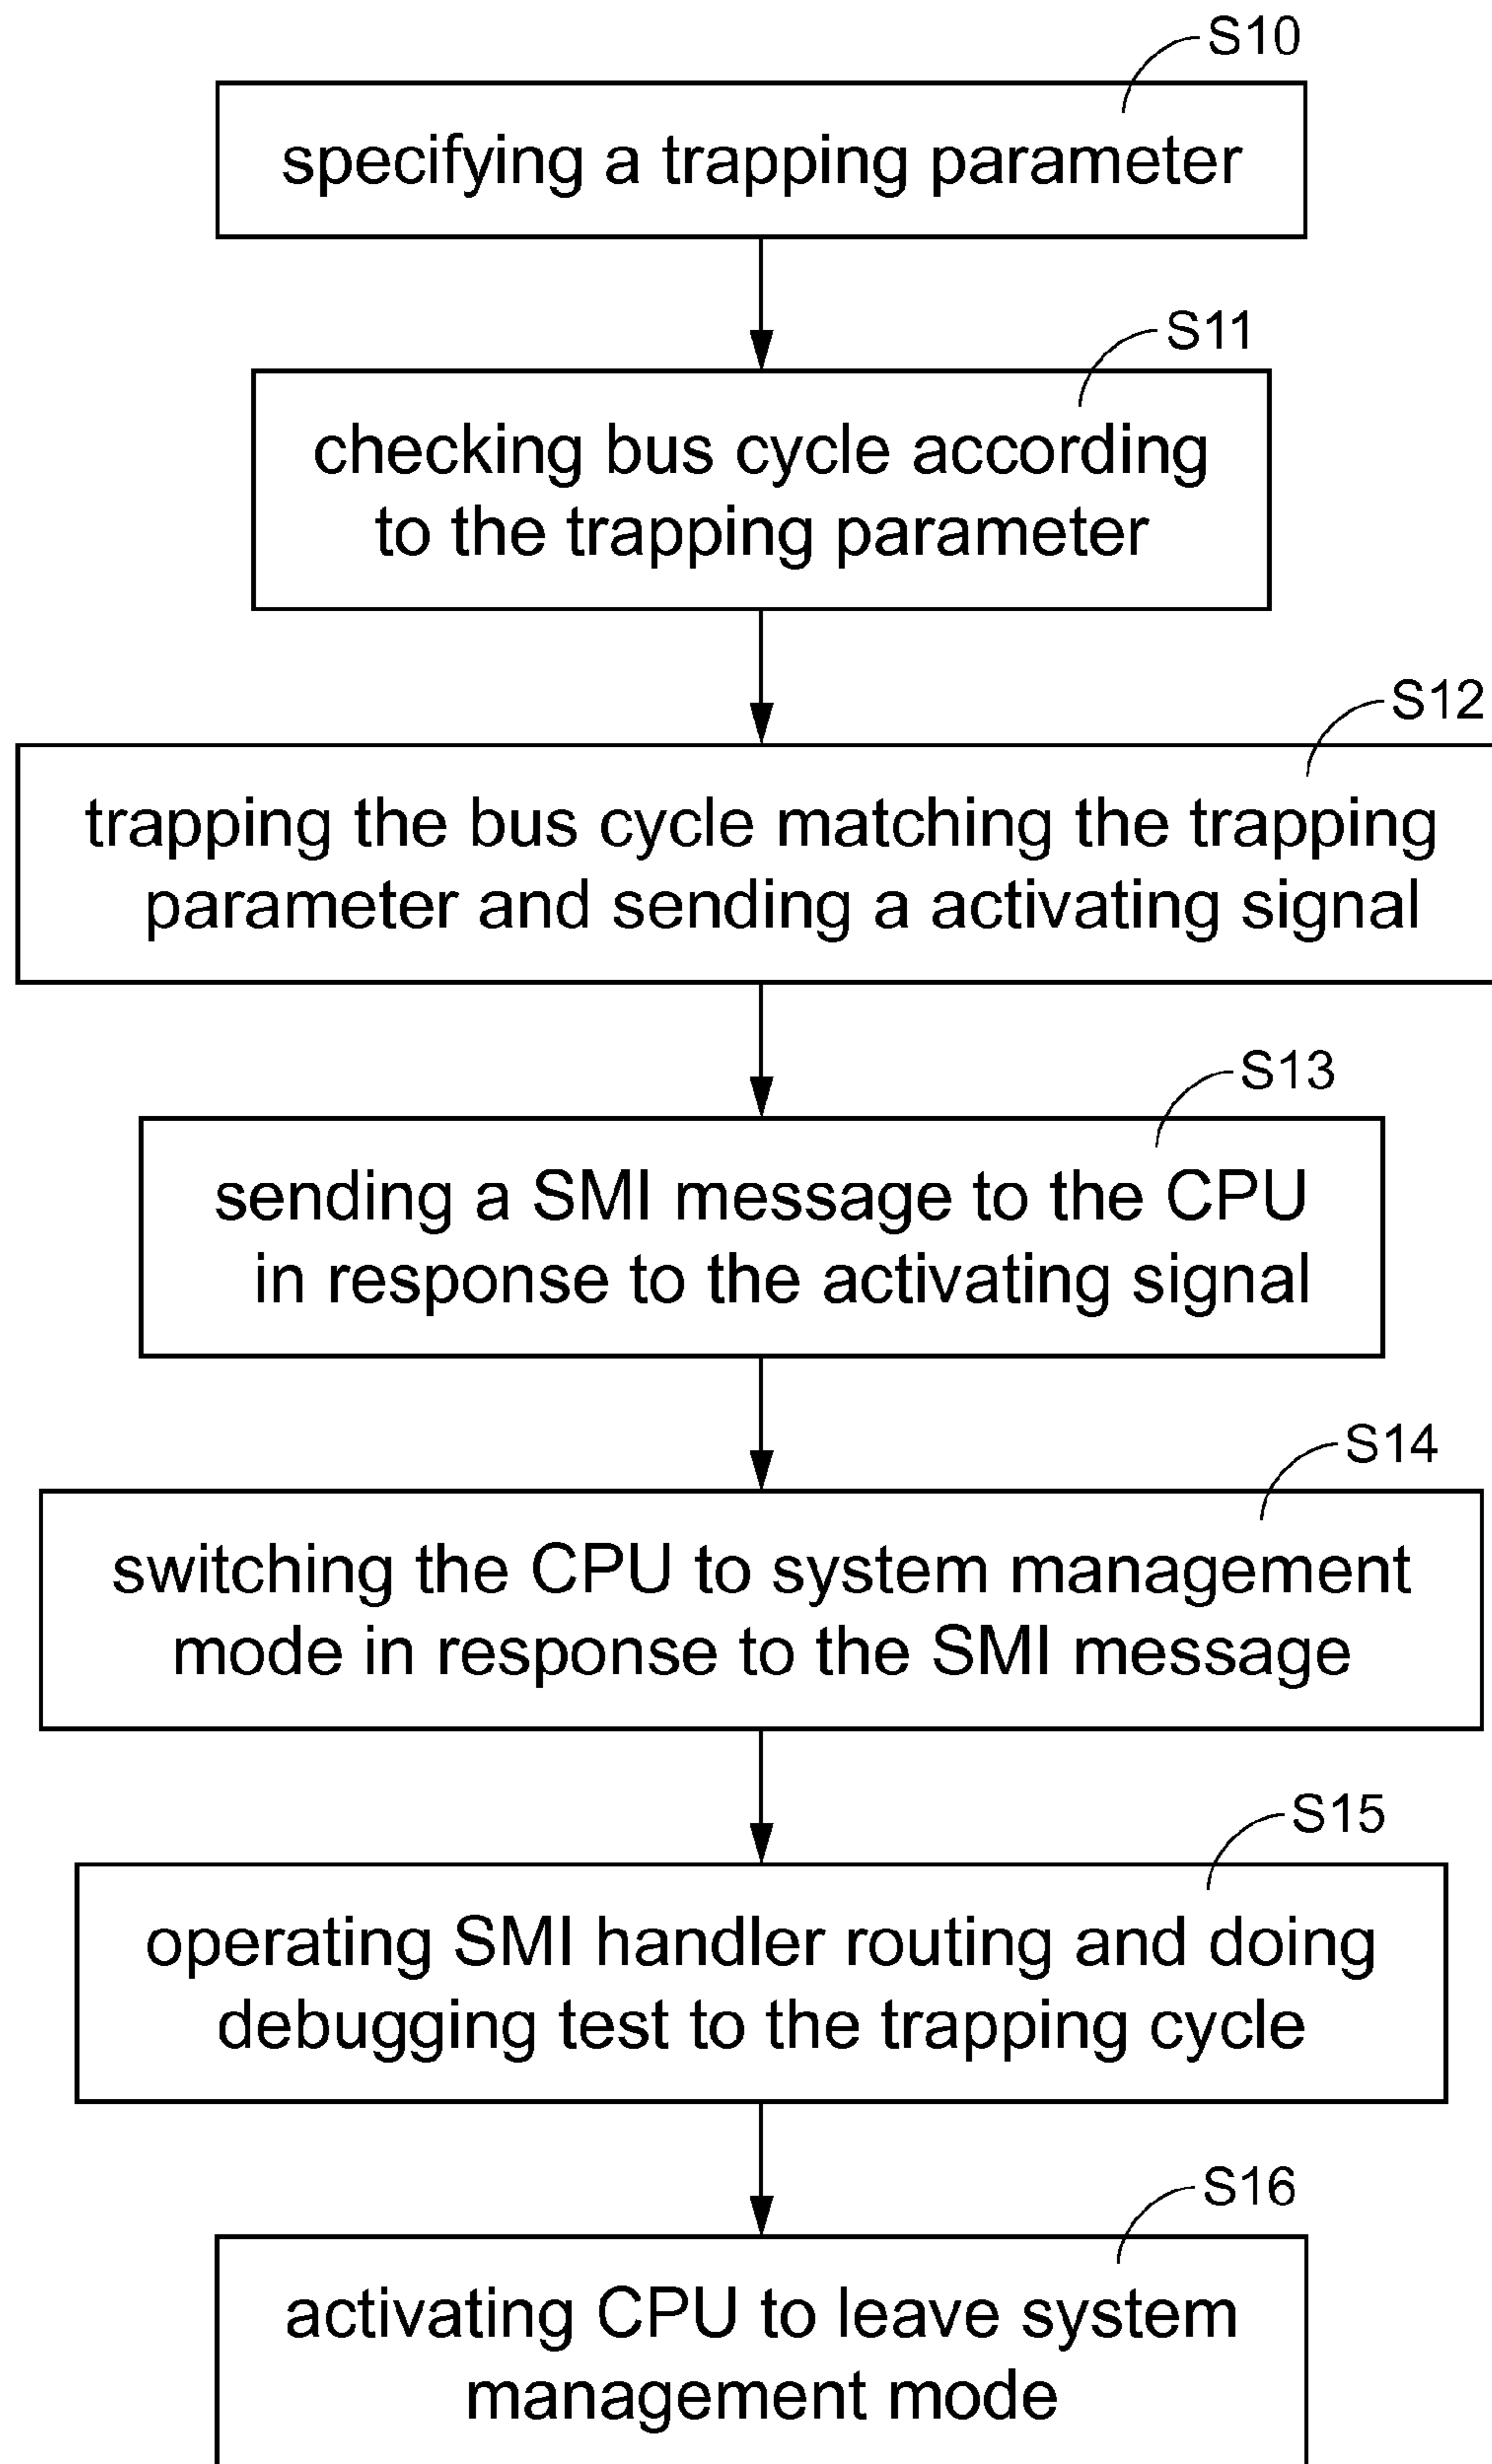 S10
specifying a trapping parameter
S11
checking bus cycle according
to the trapping parameter
S12
trapping the bus cycle matching the trapping
parameter and sending a activating signal
S13
sending a SMI message to the CPU
in response to the activating signal
S14
switching the CPU to system management
mode in response to the SMI message
S15
operating SMI handler routing and doing
debugging test to the trapping cycle
S16
activating CPU to leave system
management mode